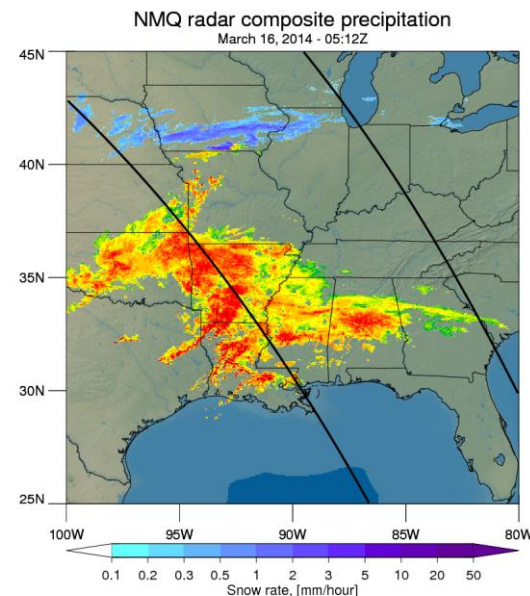 NMQ radar composite precipitation
March 16, 2014 - 05:12Z
45N
40N
35N
30N
25N
100W 95W 90W 85W 80W
0.1 0.2 0.3 0.5 1 2 3 5 10 20 50
Snow rate, [mm/hour]